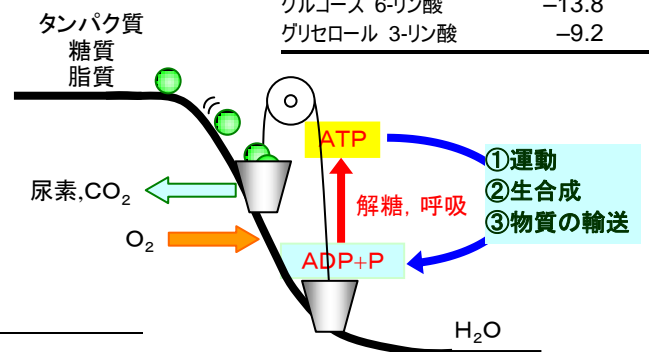 グルコース 6-リン酸 –13.8
グリセロール 3-リン酸 –9.2
タンパク質
糖質
脂質
ATP
①運動
②生合成
③物質の輸送
尿素,CO₂
解糖, 呼吸
O₂
ADP+P
H₂O